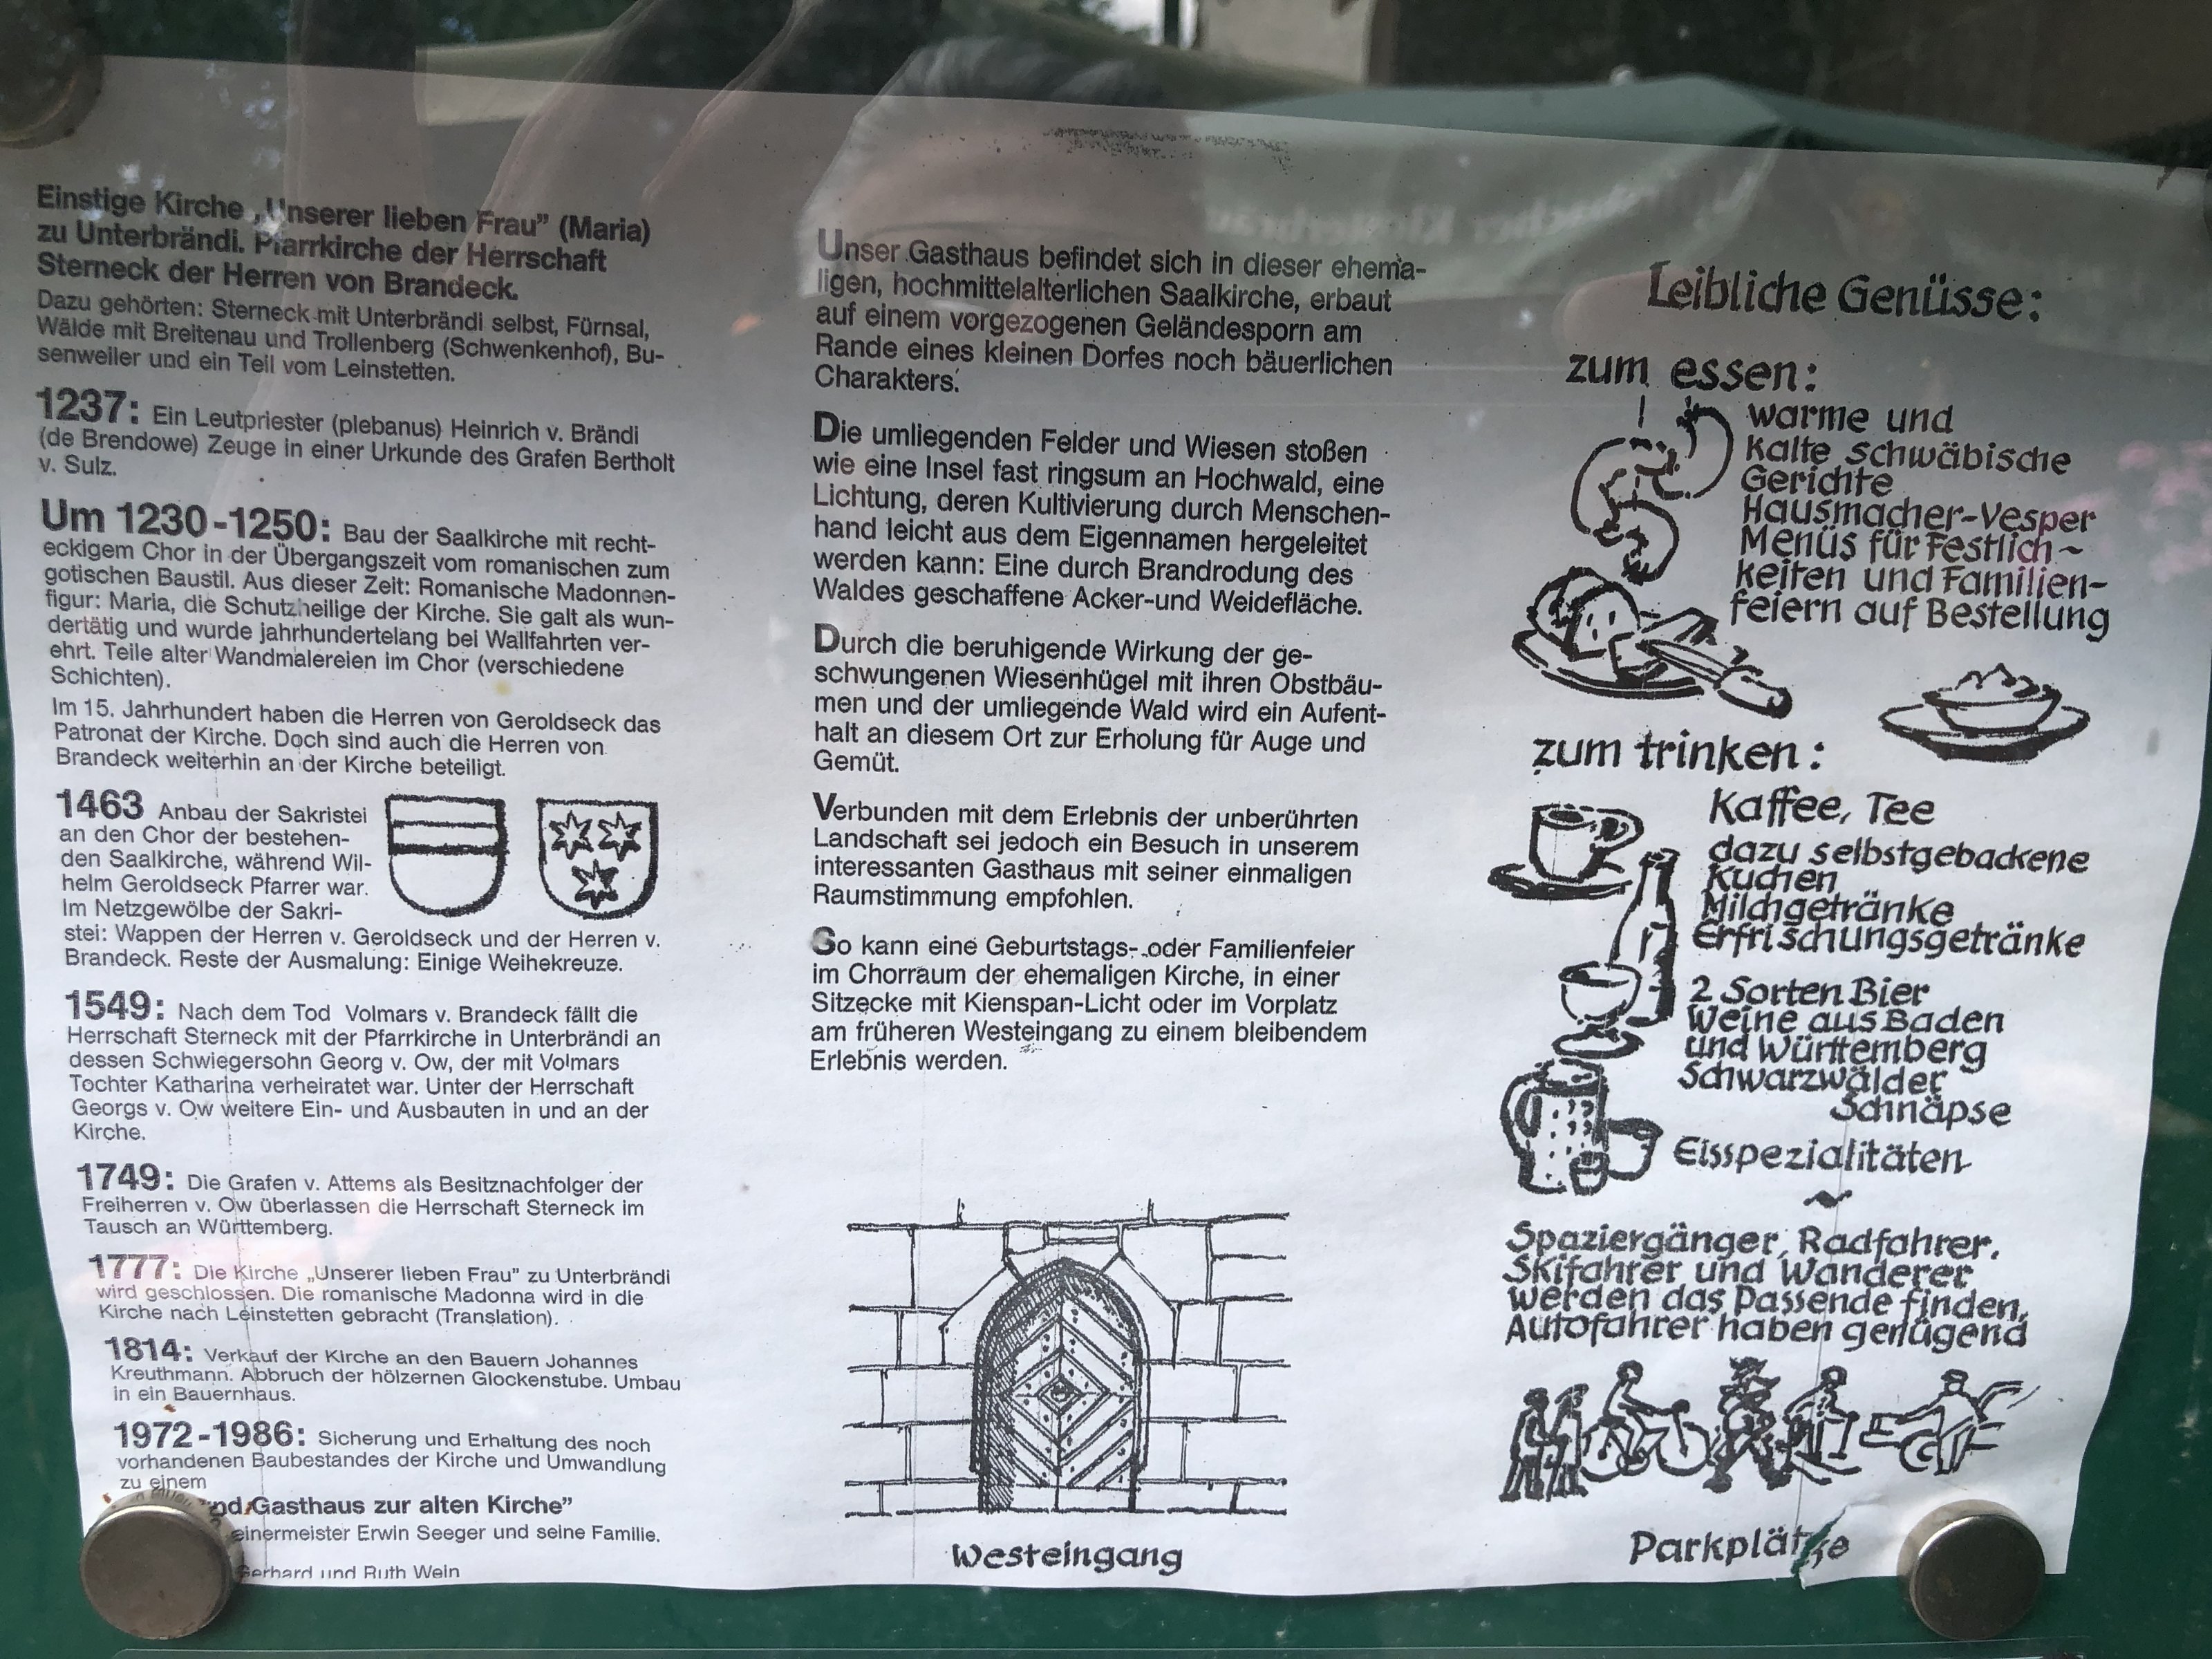 Einstige Kirche „Unserer lieben Frau” (Maria)
zu Unterbrändi. Pfarrkirche der Herrschaft
Sterneck der Herren von Brandeck.
Dazu gehörten: Sterneck mit Unterbrändi selbst, Fürnsal,
Wälde mit Breitenau und Trollenberg (Schwenkenhof), Bu-
senweiler und ein Teil vom Leinstetten.
1237: Ein Leutpriester (plebanus) Heinrich v. Brändi
(de Brendowe) Zeuge in einer Urkunde des Grafen Bertholt
v. Sulz.
Um 1230-1250: Bau der Saalkirche mit recht-
eckigem Chor in der Übergangszeit vom romanischen zum
gotischen Baustil. Aus dieser Zeit: Romanische Madonnen-
figur: Maria, die Schutzheilige der Kirche. Sie galt als wun-
dertätig und wurde jahrhundertelang bei Wallfahrten ver-
ehrt. Teile alter Wandmalereien im Chor (verschiedene
Schichten).
Im 15. Jahrhundert haben die Herren von Geroldseck das
Patronat der Kirche. Doch sind auch die Herren von
Brandeck weiterhin an der Kirche beteiligt.
1463 Anbau der Sakristei
an den Chor der bestehen-
den Saalkirche, während Wil-
helm Geroldseck Pfarrer war.
Im Netzgewölbe der Sakri-
stei: Wappen der Herren v. Geroldseck und der Herren v.
Brandeck. Reste der Ausmalung: Einige Weihekreuze.
1549: Nach dem Tod Volmars v. Brandeck fällt die
Herrschaft Sterneck mit der Pfarrkirche in Unterbrändi an
dessen Schwiegersohn Georg v. Ow, der mit Volmars
Tochter Katharina verheiratet war. Unter der Herrschaft
Georgs v. Ow weitere Ein- und Ausbauten in und an der
Kirche.
1749: Die Grafen v. Attems als Besitznachfolger der
Freiherren v. Ow überlassen die Herrschaft Sterneck im
Tausch an Württemberg.
1777: Die Kirche „Unserer lieben Frau” zu Unterbrändi
wird geschlossen. Die romanische Madonna wird in die
Kirche nach Leinstetten gebracht (Translation).
1814: Verkauf der Kirche an den Bauern Johannes
Kreuthmann. Abbruch der hölzernen Glockenstube. Umbau
in ein Bauernhaus.
1972-1986: Sicherung und Erhaltung des noch
vorhandenen Baubestandes der Kirche und Umwandlung
zu einem
Gasthaus zur alten Kirche”
Erwin Seeger und seine Familie.
Gerhard und Ruth Wein
Unser Gasthaus befindet sich in dieser ehema-
ligen, hochmittelalterlichen Saalkirche, erbaut
auf einem vorgezogenen Geländesporn am
Rande eines kleinen Dorfes noch bäuerlichen
Charakters.
Die umliegenden Felder und Wiesen stoßen
wie eine Insel fast ringsum an Hochwald, eine
Lichtung, deren Kultivierung durch Menschen-
hand leicht aus dem Eigennamen hergeleitet
werden kann: Eine durch Brandrodung des
Waldes geschaffene Acker-und Weidefläche.
Durch die beruhigende Wirkung der ge-
schwungenen Wiesenhügel mit ihren Obstbäu-
men und der umliegende Wald wird ein Aufent-
halt an diesem Ort zur Erholung für Auge und
Gemüt.
Verbunden mit dem Erlebnis der unberührten
Landschaft sei jedoch ein Besuch in unserem
interessanten Gasthaus mit seiner einmaligen
Raumstimmung empfohlen.
So kann eine Geburtstags- oder Familienfeier
im Chorraum der ehemaligen Kirche, in einer
Sitzecke mit Kienspan-Licht oder im Vorplatz
am früheren Westeingang zu einem bleibendem
Erlebnis werden.
Westeingang
Leibliche Genüsse:
zum essen:
warme und
kalte schwäbische
Gerichte
Hausmacher-Vesper
Menüs für Festlich-
keiten und Familien-
feiern auf Bestellung
zum trinken:
Kaffee, Tee
dazu selbstgebackene
Kuchen
Milchgetränke
Erfrischungsgetränke
2 Sorten Bier
Weine aus Baden
und Württemberg
Schwarzwälder
Schnäpse
Eisspezialitäten
Spaziergänger, Radfahrer,
Skifahrer und Wanderer
werden das Passende finden,
Autofahrer haben genügend
Parkplätze